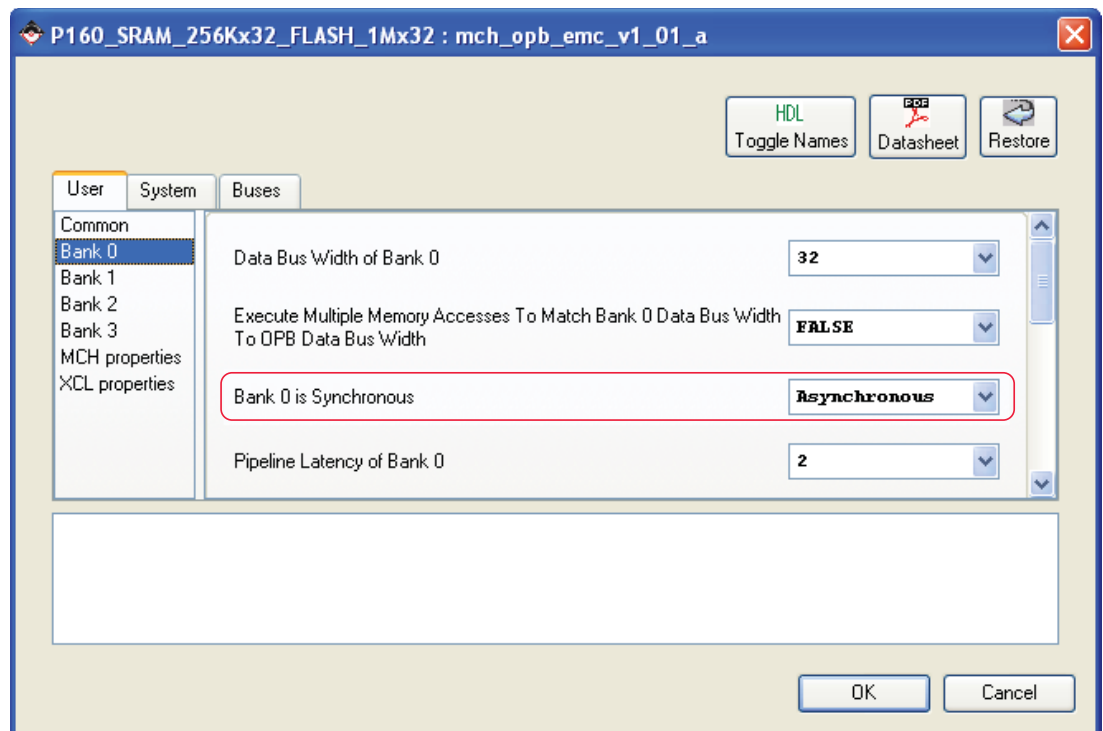 P160_SRAM_256Kx32_FLASH_1Mx32 : mch_opb_emc_v1_01_a
HDL
Toggle Names
PDF
Datasheet
Restore
User
System
Buses
Common
Bank 0
Bank 1
Bank 2
Bank 3
MCH properties
XCL properties
Data Bus Width of Bank 0
32
Execute Multiple Memory Accesses To Match Bank 0 Data Bus Width
To OPB Data Bus Width
FALSE
Bank 0 is Synchronous
Asynchronous
Pipeline Latency of Bank 0
2
OK
Cancel